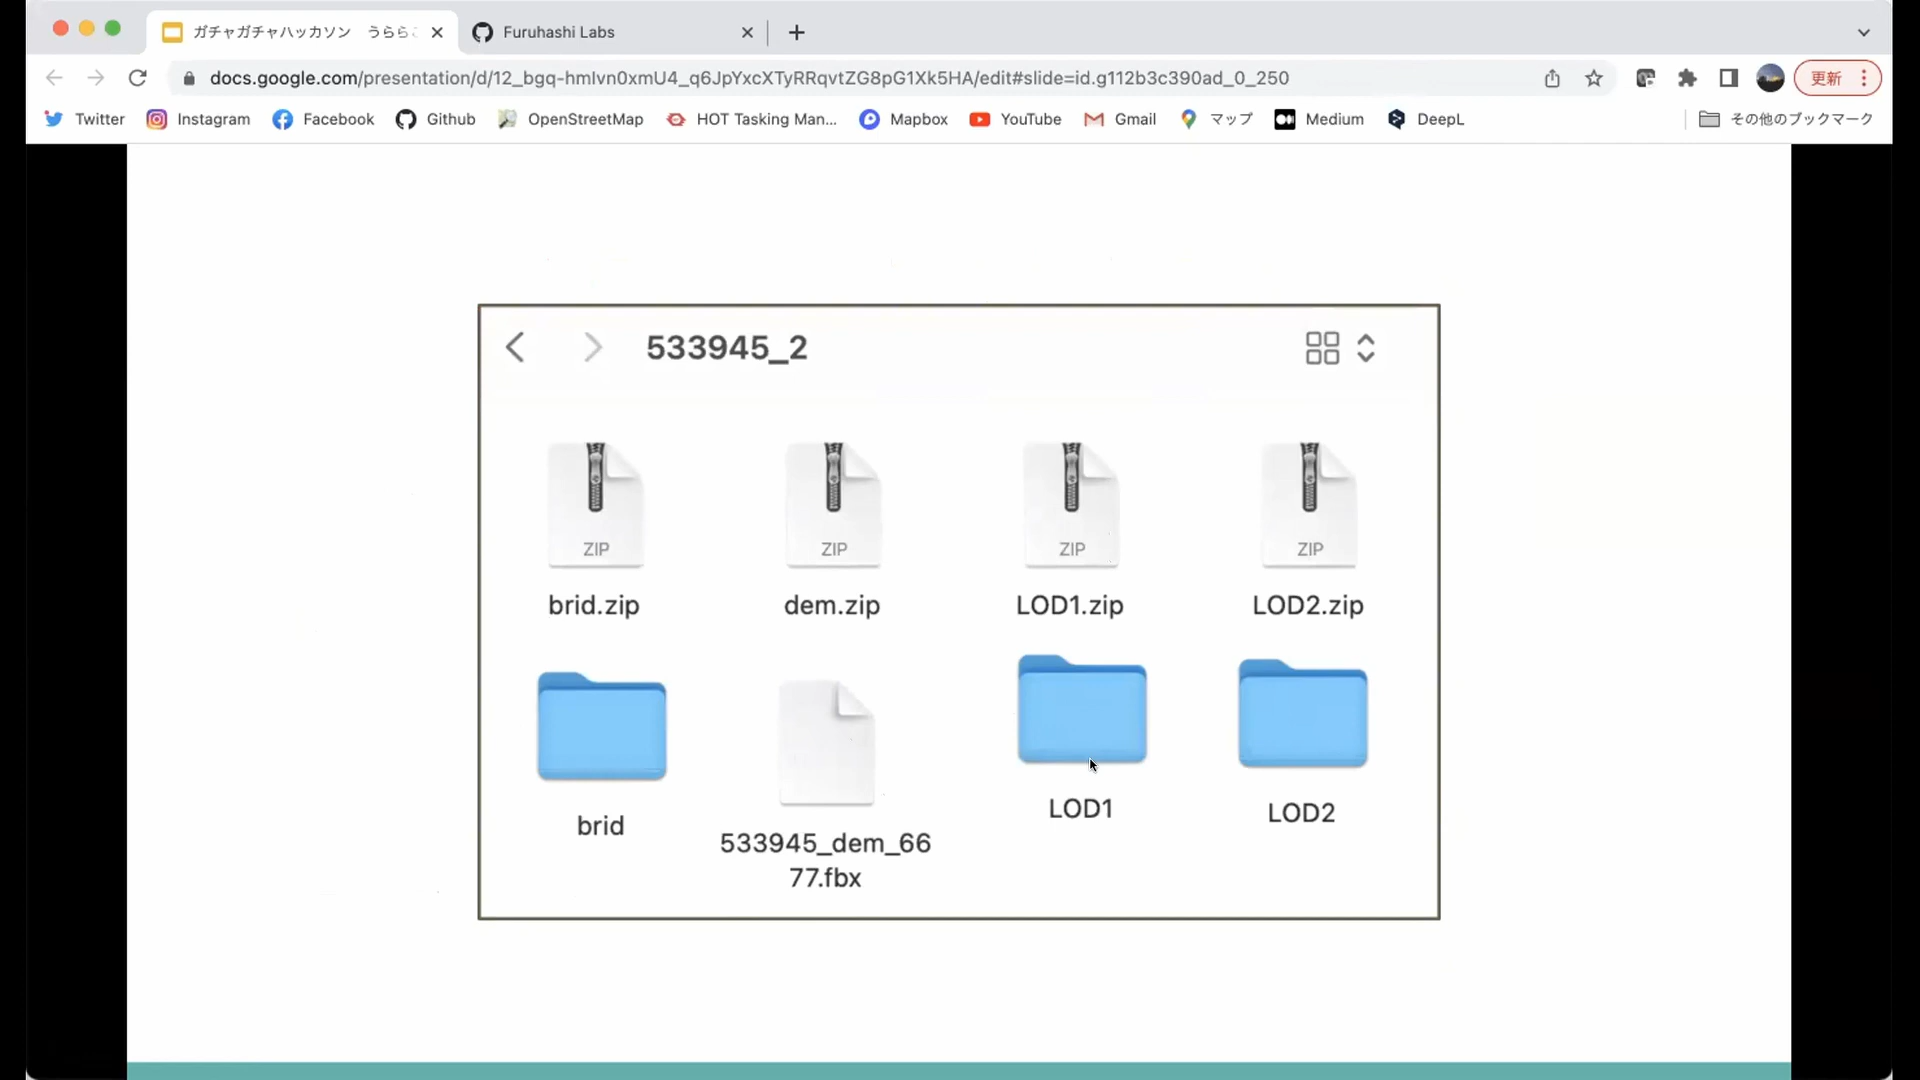 ガチャガチャハッカソン うらら
Furuhashi Labs
docs.google.com/presentation/d/12_bgq-hmIvn0xmU4_q6JpYxcXTyRRqvtZG8pG1Xk5HA/edit#slide=id.g112b3c390ad_0_250
更新
Twitter
Instagram
Facebook
Github
OpenStreetMap
HOT Tasking Man...
Mapbox
YouTube
Gmail
マップ
Medium
DeepL
その他のブックマーク
533945_2
ZIP
ZIP
ZIP
ZIP
brid.zip
dem.zip
LOD1.zip
LOD2.zip
brid
533945_dem_66
77.fbx
LOD1
LOD2